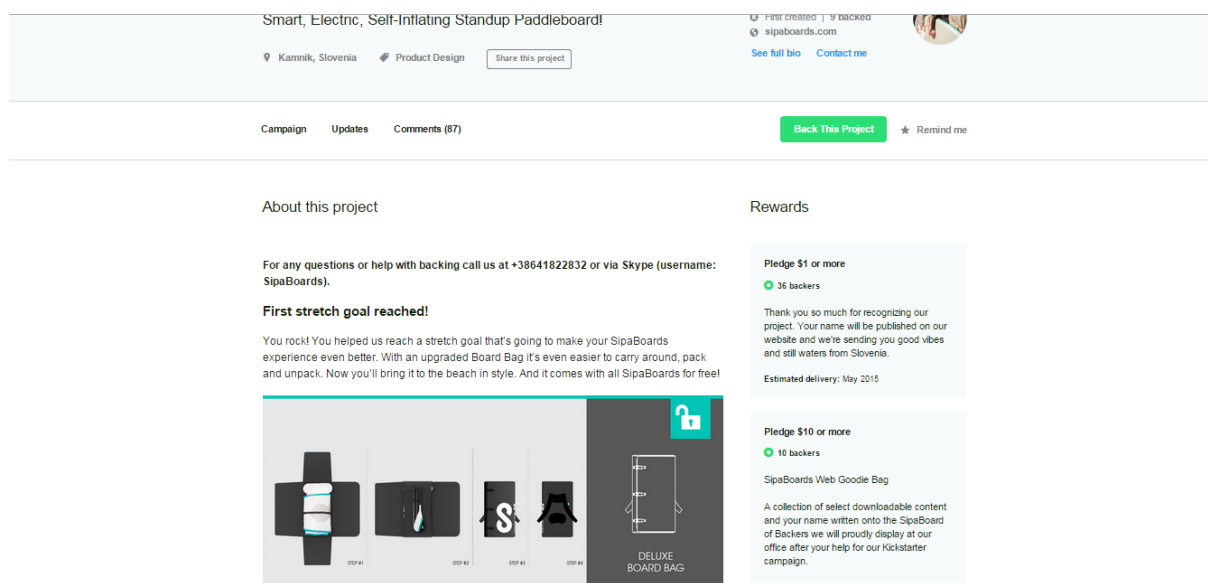 Smart, Electric, Self-Inflating Standup Paddleboard!
Kamnik, Slovenia
Product Design
Share this project
First created | 9 backed
sipaboards.com
See full bio
Contact me
Campaign
Updates
Comments (87)
Back This Project
Remind me
About this project
For any questions or help with backing call us at +38641822832 or via Skype (username:
SipaBoards).
First stretch goal reached!
You rock! You helped us reach a stretch goal that's going to make your SipaBoards
experience even better. With an upgraded Board Bag it's even easier to carry around, pack
and unpack. Now you'll bring it to the beach in style. And it comes with all SipaBoards for free!
S
STEP #1
STEP #2
STEP #3
STEP #4
DELUXE
BOARD BAG
Rewards
Pledge $1 or more
36 backers
Thank you so much for recognizing our
project. Your name will be published on our
website and we're sending you good vibes
and still waters from Slovenia.
Estimated delivery: May 2015
Pledge $10 or more
10 backers
SipaBoards Web Goodie Bag
A collection of select downloadable content
and your name written onto the SipaBoard
of Backers we will proudly display at our
office after your help for our Kickstarter
campaign.